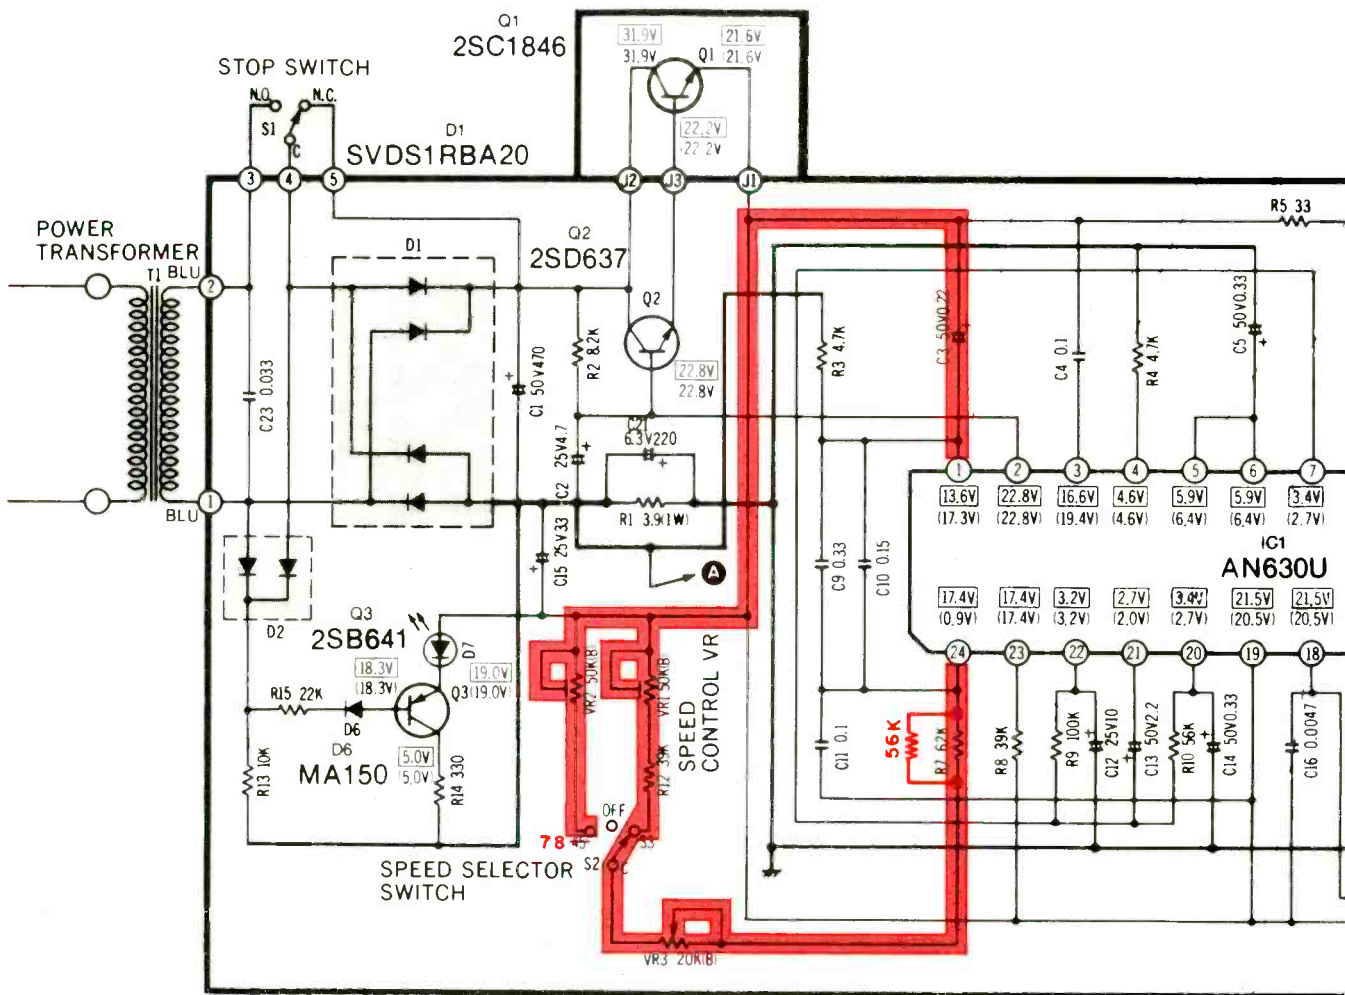 Q1
2SC1846
31.9V
31.9V
Q1
21.6V
(21.6V
22.2V
22.2V
STOP SWITCH
N.O.
N.C.
S1
C
D1
SVDS1RBA20
3
4
5
J2
J3
J1
POWER
TRANSFORMER
T1
BLU
2
D1
Q2
2SD637
Q2
R5 33
C23 0.033
C1 50V470
R2 8.2K
22.8V
22.8V
R3 4.7K
C3 50V0.22
C4 0.1
R4 4.7K
C5 50V0.33
C21
6.3V220
C2 25V4.7
R1 3.9(1W)
BLU
1
C15 25V33
A
1
2
3
4
5
6
7
13.6V
22.8V
16.6V
4.6V
5.9V
5.9V
3.4V
(17.3V)
(22.8V)
(19.4V)
(4.6V)
(6.4V)
(6.4V)
(2.7V)
IC1
AN630U
C9 0.33
C10 0.15
17.4V
17.4V
3.2V
2.7V
3.4V
21.5V
21.5V
(0.9V)
(17.4V)
(3.2V)
(2.0V)
(2.7V)
(20.5V)
(20.5V)
24
23
22
21
20
19
18
D2
Q3
2SB641
D7
18.3V
(18.3V)
19.0V
(19.0V)
Q3
R15 22K
D6
D6
MA150
5.0V
(5.0V)
R13 10K
R14 330
VR2 50K(B)
VR1 50K(B)
SPEED
CONTROL VR
R12 39K
C11 0.1
56K
R7 62K
R8 39K
R9 100K
C12 25V10
C13 50V2.2
R10 56K
C14 50V0.33
C16 0.0047
OFF
78
45
33
S2
C
SPEED SELECTOR
SWITCH
VR3 20K(B)